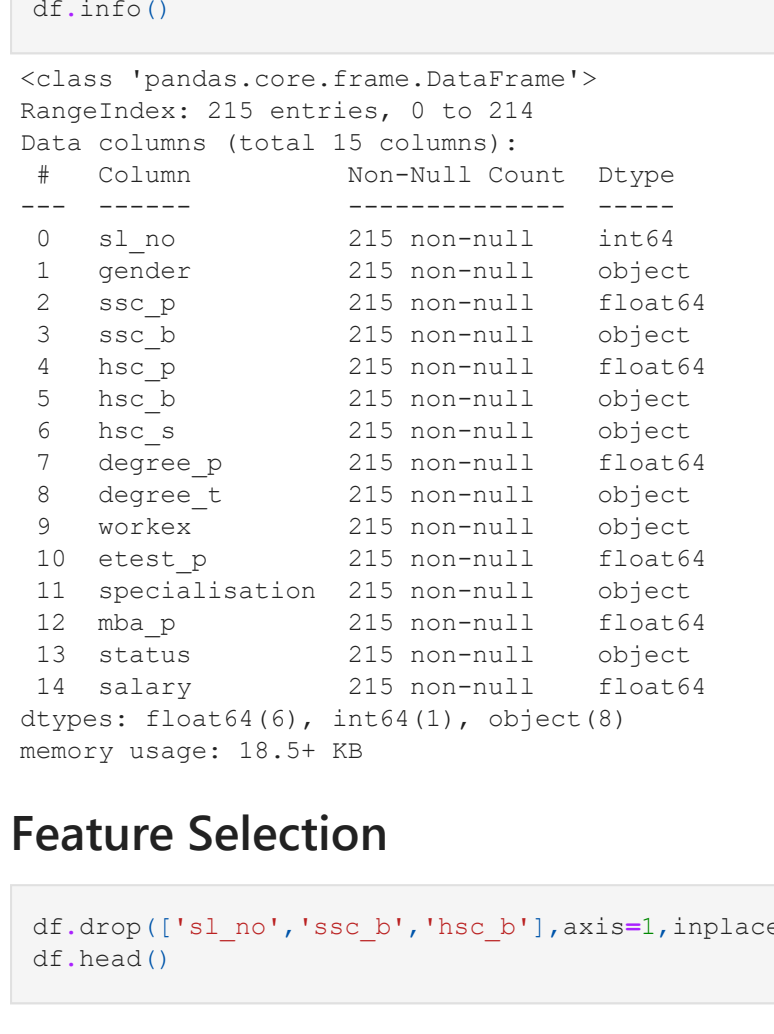 df.info()
<class 'pandas.core.frame.DataFrame'>
RangeIndex: 215 entries, 0 to 214
Data columns (total 15 columns):
 #   Column          Non-Null Count  Dtype
---  ------          --------------  -----
 0   sl_no           215 non-null    int64
 1   gender          215 non-null    object
 2   ssc_p           215 non-null    float64
 3   ssc_b           215 non-null    object
 4   hsc_p           215 non-null    float64
 5   hsc_b           215 non-null    object
 6   hsc_s           215 non-null    object
 7   degree_p        215 non-null    float64
 8   degree_t        215 non-null    object
 9   workex          215 non-null    object
 10  etest_p         215 non-null    float64
 11  specialisation  215 non-null    object
 12  mba_p           215 non-null    float64
 13  status          215 non-null    object
 14  salary          215 non-null    float64
dtypes: float64(6), int64(1), object(8)
memory usage: 18.5+ KB
Feature Selection
df.drop(['sl_no','ssc_b','hsc_b'],axis=1,inplace
df.head()